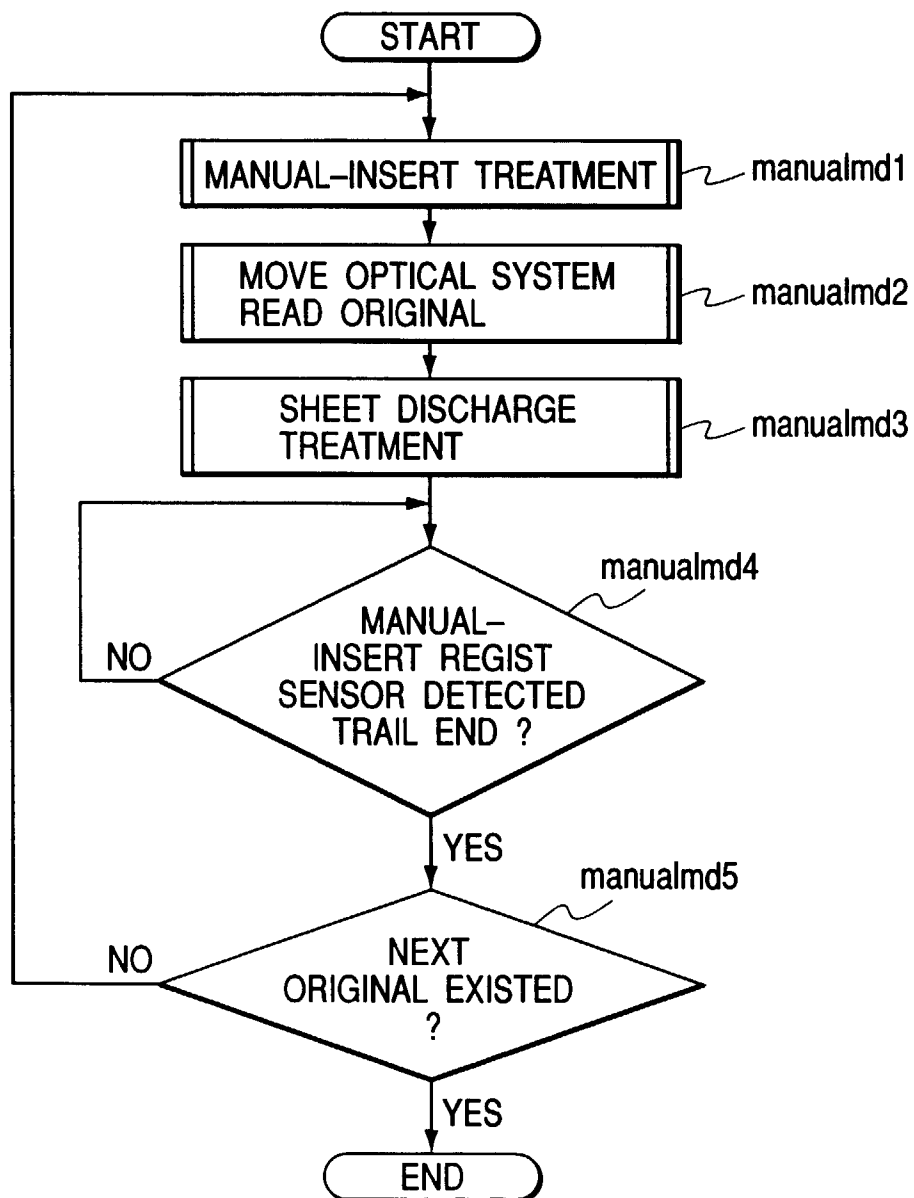 START
MANUAL–INSERT TREATMENT
manualmd1
MOVE OPTICAL SYSTEM
READ ORIGINAL
manualmd2
SHEET DISCHARGE
TREATMENT
manualmd3
manualmd4
MANUAL–
INSERT REGIST
SENSOR DETECTED
TRAIL END ?
NO
YES
manualmd5
NEXT
ORIGINAL EXISTED
?
NO
YES
END